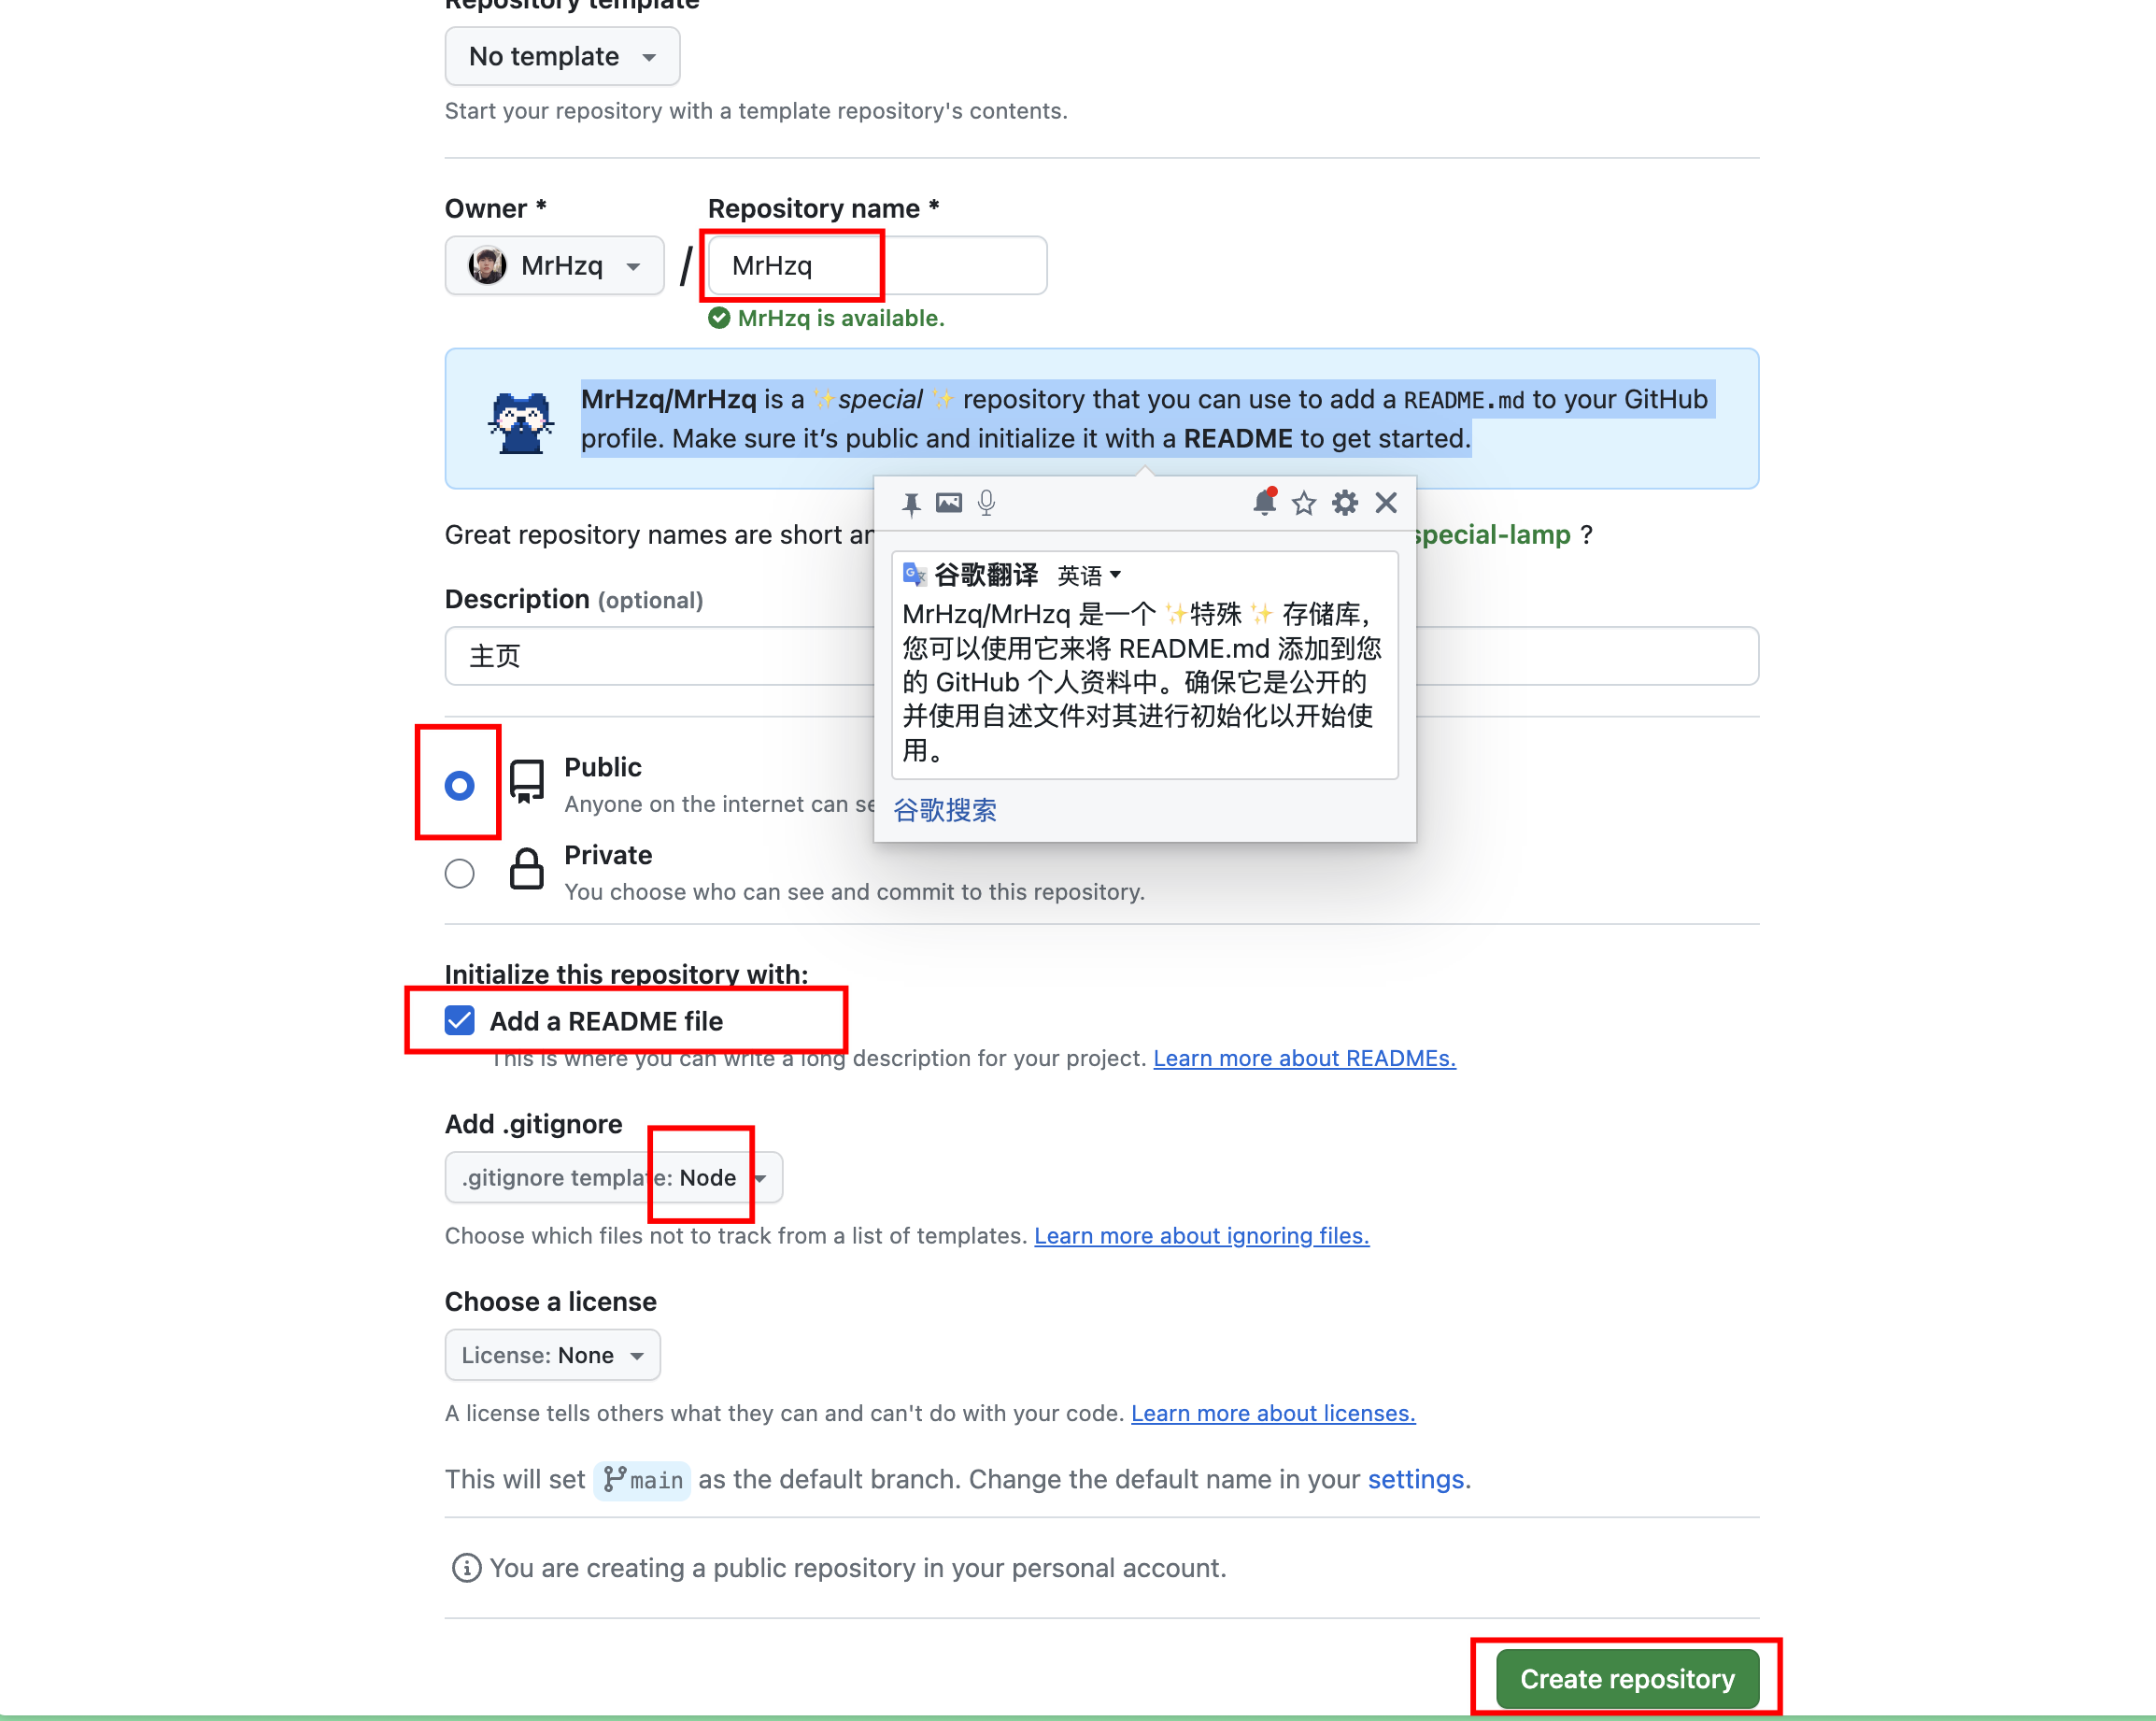 Repository template
No template
Start your repository with a template repository's contents.
Owner *
Repository name *
MrHzq
/
MrHzq
MrHzq is available.
MrHzq/MrHzq is a ✨special ✨ repository that you can use to add a README.md to your GitHub
profile. Make sure it’s public and initialize it with a README to get started.
Great repository names are short an
special-lamp ?
谷歌翻译 英语
MrHzq/MrHzq 是一个 ✨特殊 ✨ 存储库，
您可以使用它来将 README.md 添加到您
的 GitHub 个人资料中。确保它是公开的
并使用自述文件对其进行初始化以开始使
用。
谷歌搜索
Description (optional)
主页
Public
Anyone on the internet can se
Private
You choose who can see and commit to this repository.
Initialize this repository with:
Add a README file
This is where you can write a long description for your project. Learn more about READMEs.
Add .gitignore
.gitignore template: Node
Choose which files not to track from a list of templates. Learn more about ignoring files.
Choose a license
License: None
A license tells others what they can and can't do with your code. Learn more about licenses.
This will set main as the default branch. Change the default name in your settings.
You are creating a public repository in your personal account.
Create repository